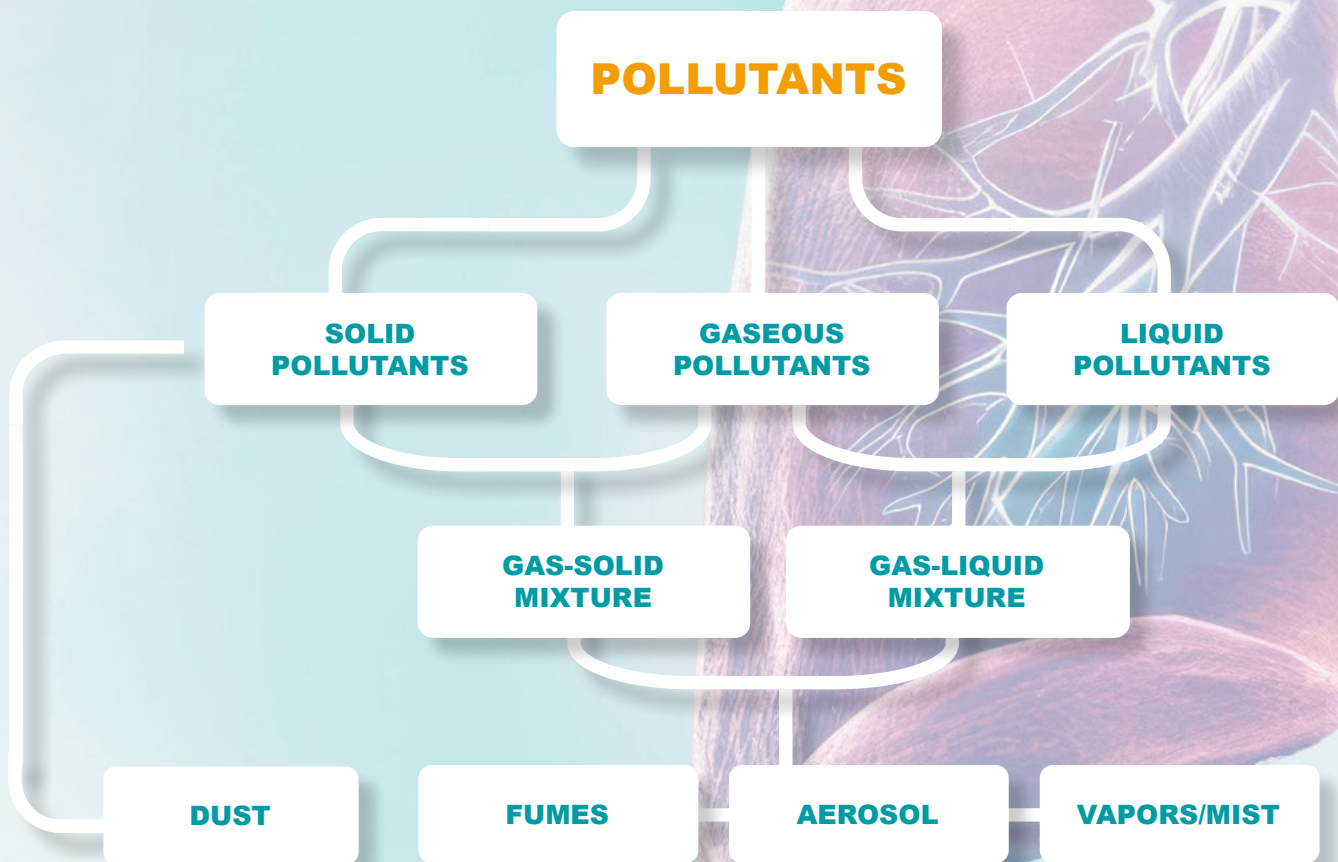 POLLUTANTS
SOLID
POLLUTANTS
GASEOUS
POLLUTANTS
LIQUID
POLLUTANTS
GAS-SOLID
MIXTURE
GAS-LIQUID
MIXTURE
DUST
FUMES
AEROSOL
VAPORS/MIST